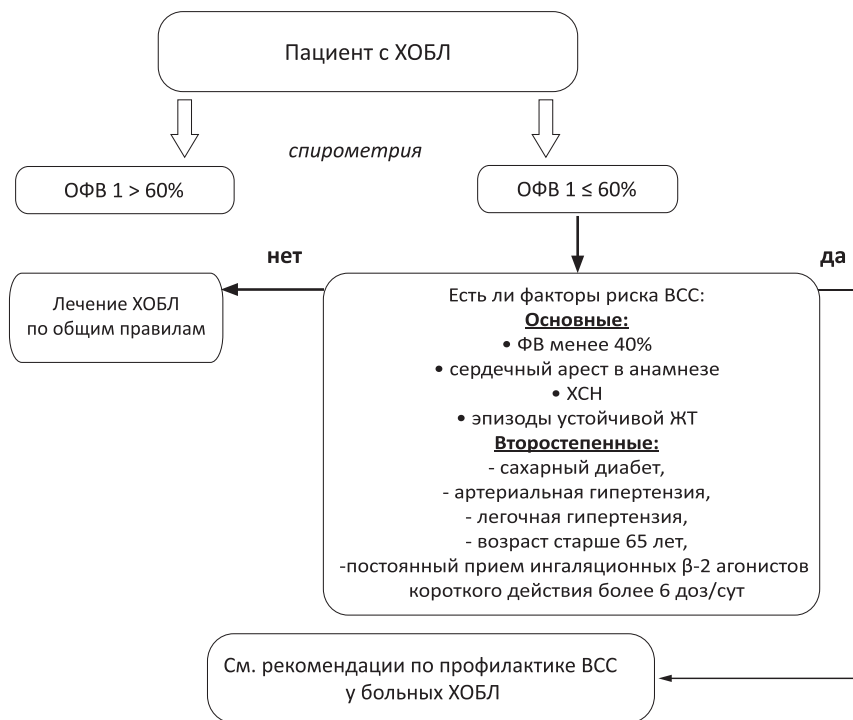 Пациент с ХОБЛ
спирометрия
ОФВ 1 > 60%
ОФВ 1 ≤ 60%
нет
да
Лечение ХОБЛ
по общим правилам
Есть ли факторы риска ВСС:
Основные:
• ФВ менее 40%
• сердечный арест в анамнезе
• ХСН
• эпизоды устойчивой ЖТ
Второстепенные:
- сахарный диабет,
- артериальная гипертензия,
- легочная гипертензия,
- возраст старше 65 лет,
-постоянный прием ингаляционных β-2 агонистов
короткого действия более 6 доз/сут
См. рекомендации по профилактике ВСС
у больных ХОБЛ